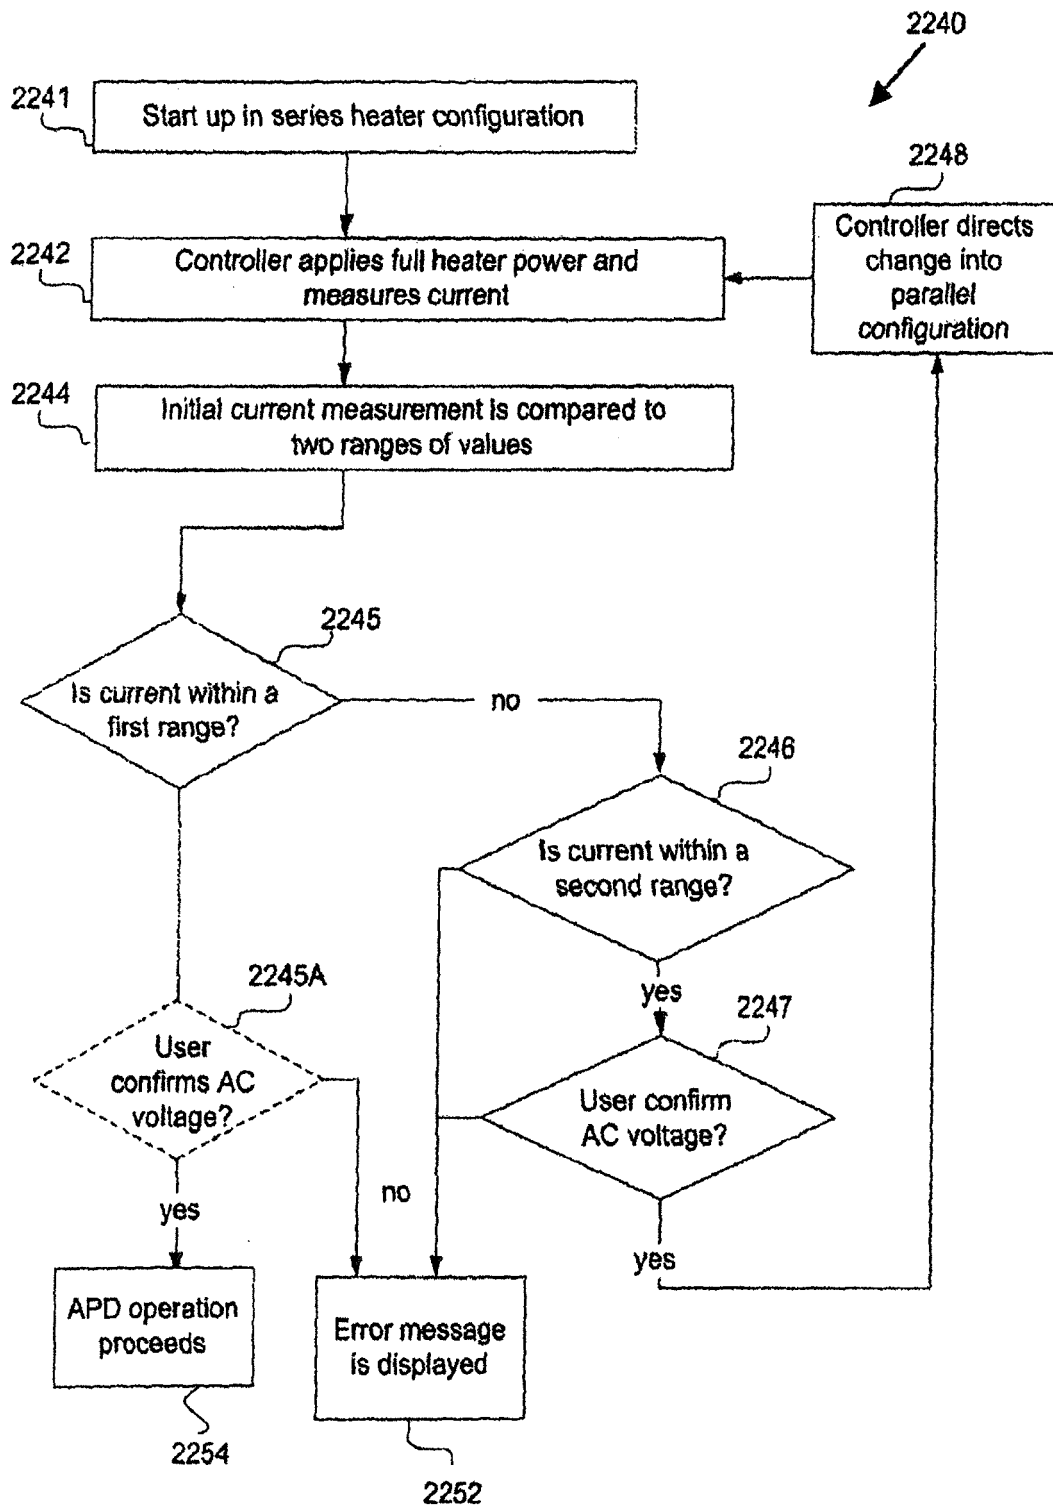 2240
2241
Start up in series heater configuration
2248
Controller directs
change into
parallel
configuration
2242
Controller applies full heater power and
measures current
2244
Initial current measurement is compared to
two ranges of values
2245
Is current within a
first range?
no
2246
Is current within a
second range?
yes
2245A
User
confirms AC
voltage?
2247
User confirm
AC voltage?
no
yes
yes
APD operation
proceeds
Error message
is displayed
2254
2252